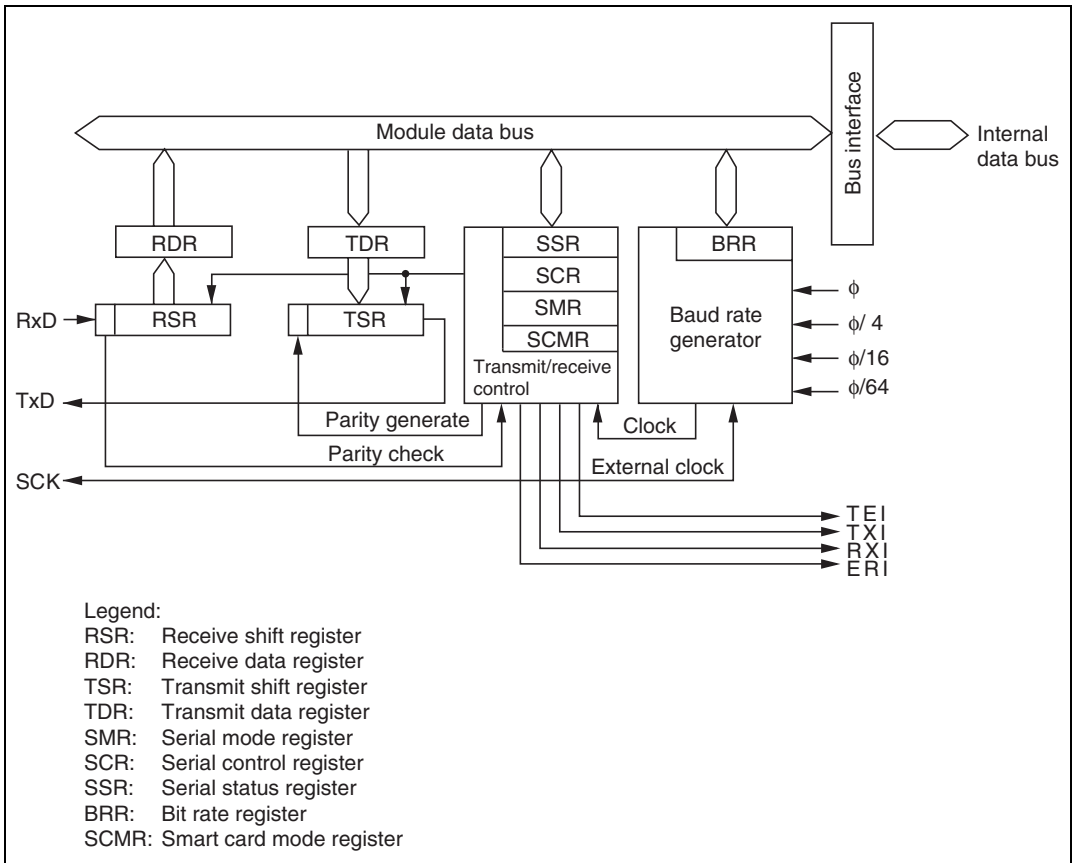 Module data bus
Bus interface
Internal
data bus
RDR
TDR
SSR
BRR
SCR
SMR
SCMR
Transmit/receive
control
Baud rate
generator
ϕ
ϕ/ 4
ϕ/16
ϕ/64
RxD
RSR
TSR
TxD
Parity generate
Clock
Parity check
External clock
SCK
TEI
TXI
RXI
ERI
Legend:
RSR: Receive shift register
RDR: Receive data register
TSR: Transmit shift register
TDR: Transmit data register
SMR: Serial mode register
SCR: Serial control register
SSR: Serial status register
BRR: Bit rate register
SCMR: Smart card mode register